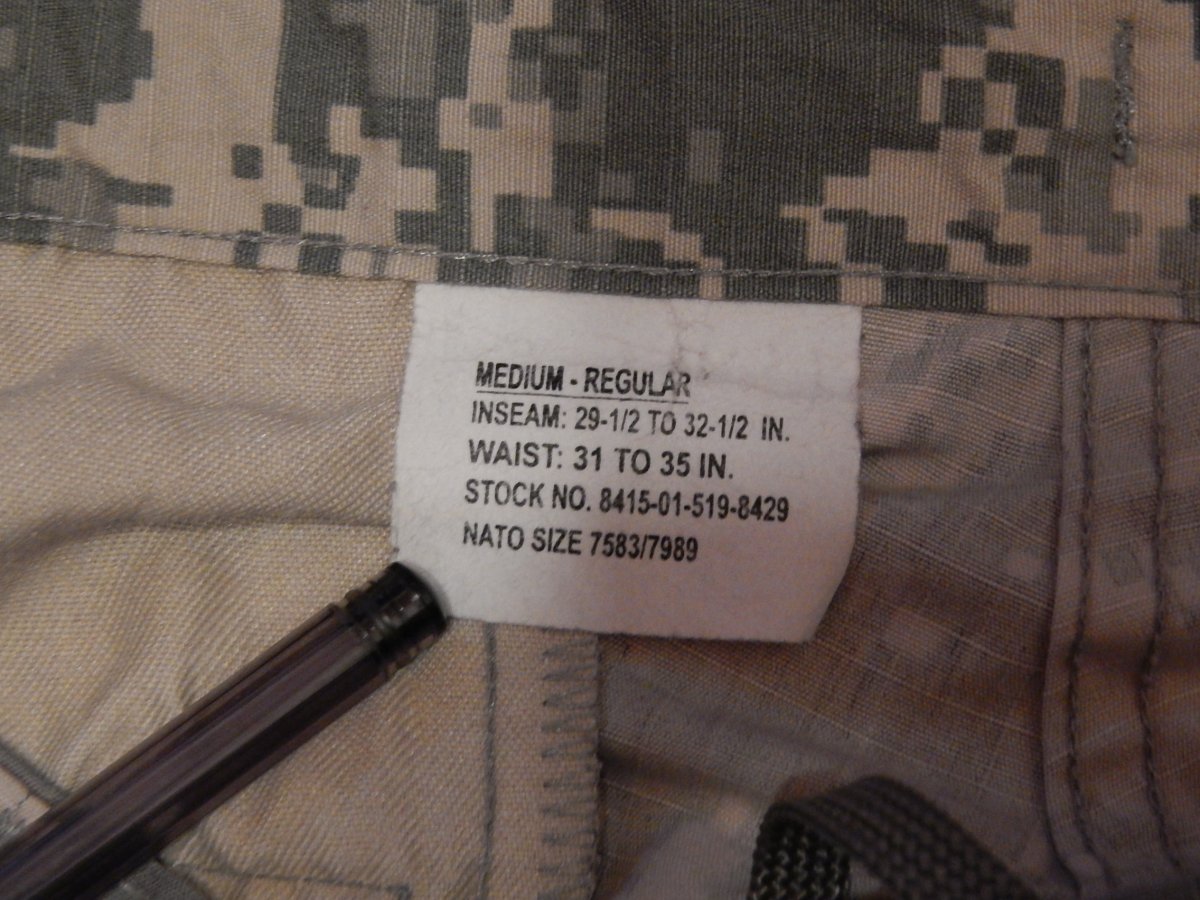 MEDIUM - REGULAR
INSEAM: 29-1/2 TO 32-1/2 IN.
WAIST: 31 TO 35 IN.
STOCK NO. 8415-01-519-8429
NATO SIZE 7583/7989